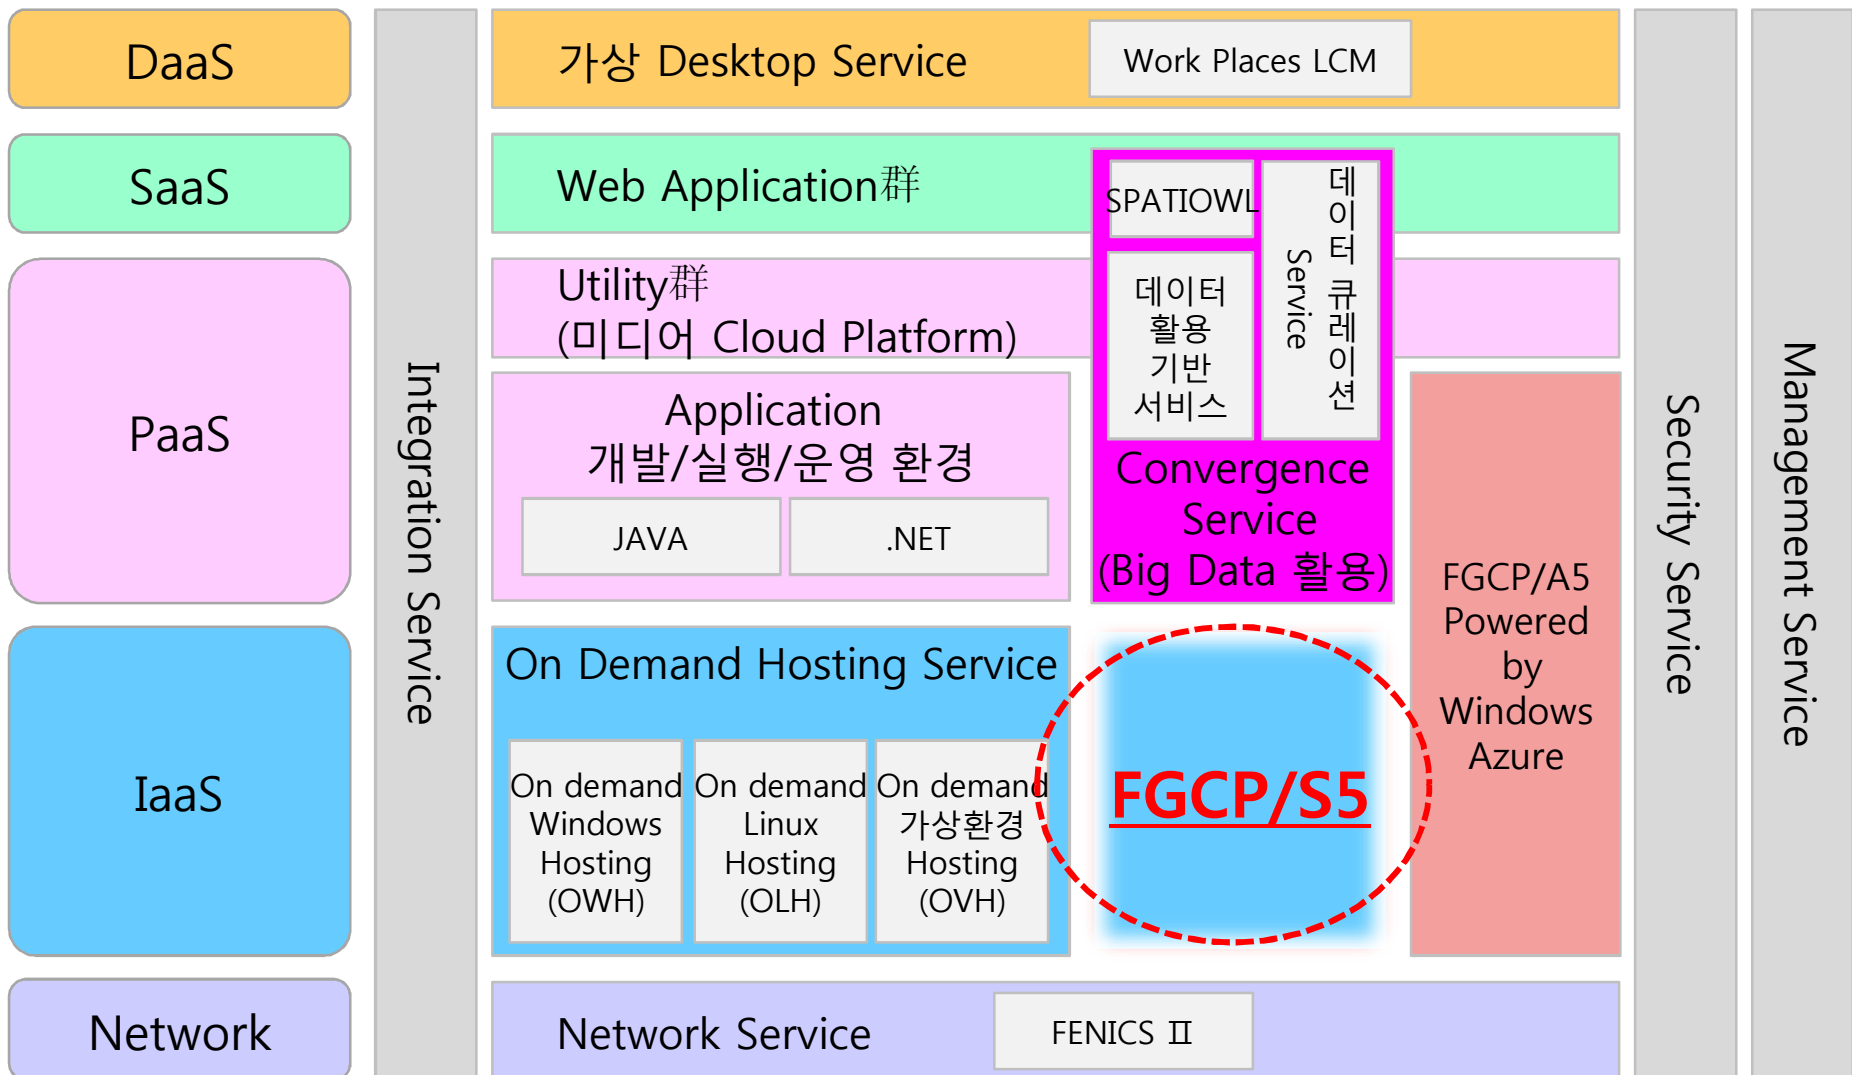 DaaS
가상 Desktop Service
Work Places LCM
SaaS
Web Application群
SPATIOWL
데이터 큐레이션
Service
PaaS
Utility群
(미디어 Cloud Platform)
데이터
활용
기반
서비스
Application
개발/실행/운영 환경
JAVA
.NET
Convergence
Service
(Big Data 활용)
FGCP/A5
Powered
by
Windows
Azure
IaaS
On Demand Hosting Service
On demand
Windows
Hosting
(OWH)
On demand
Linux
Hosting
(OLH)
On demand
가상환경
Hosting
(OVH)
FGCP/S5
Network
Network Service
FENICS Ⅱ
Integration Service
Security Service
Management Service